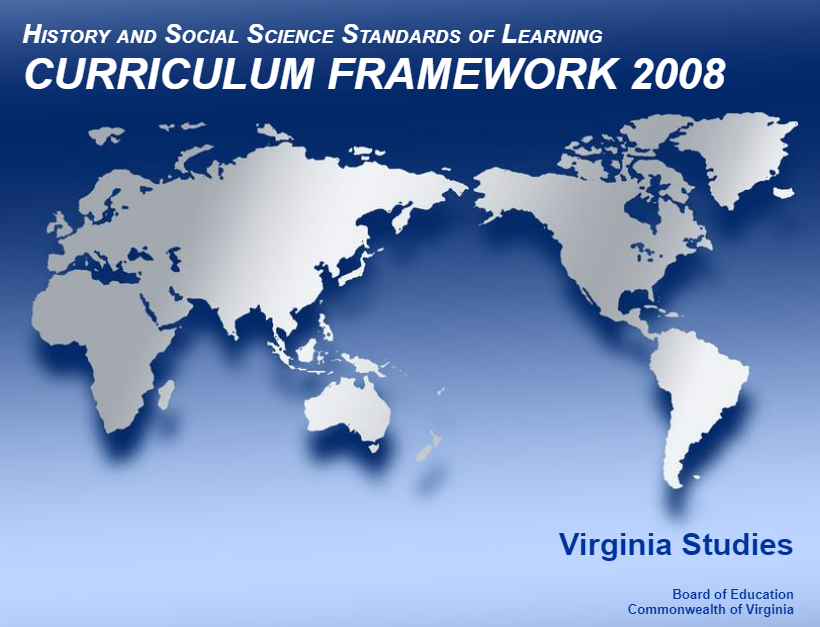 History and Social Science Standards of Learning
CURRICULUM FRAMEWORK 2008
Virginia Studies
Board of Education
Commonwealth of Virginia